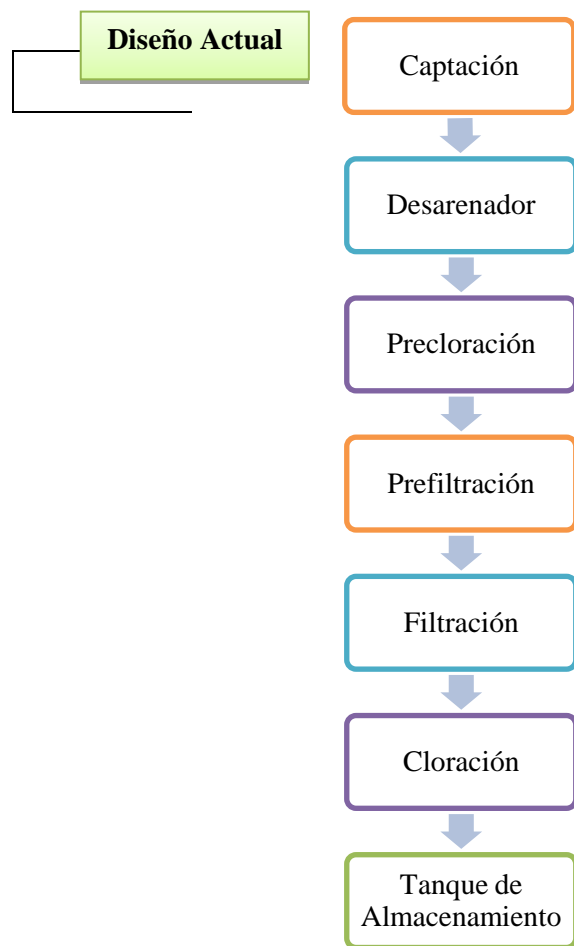 Diseño Actual
Captación
Desarenador
Precloración
Prefiltración
Filtración
Cloración
Tanque de
Almacenamiento